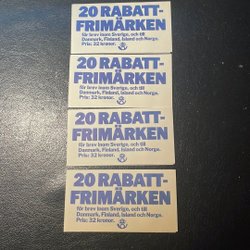 20 RABATT-
FRIMÄRKEN
för brev inom Sverige, och till
Danmark, Finland, Island och Norge.
Pris: 32 kronor.
20 RABATT-
FRIMÄRKEN
för brev inom Sverige, och till
Danmark, Finland, Island och Norge.
Pris: 32 kronor.
20 RABATT-
FRIMÄRKEN
för brev inom Sverige, och till
Danmark, Finland, Island och Norge.
Pris: 32 kronor.
20 RABATT-
FRIMÄRKEN
för brev inom Sverige, och till
Danmark, Finland, Island och Norge.
Pris: 32 kronor.